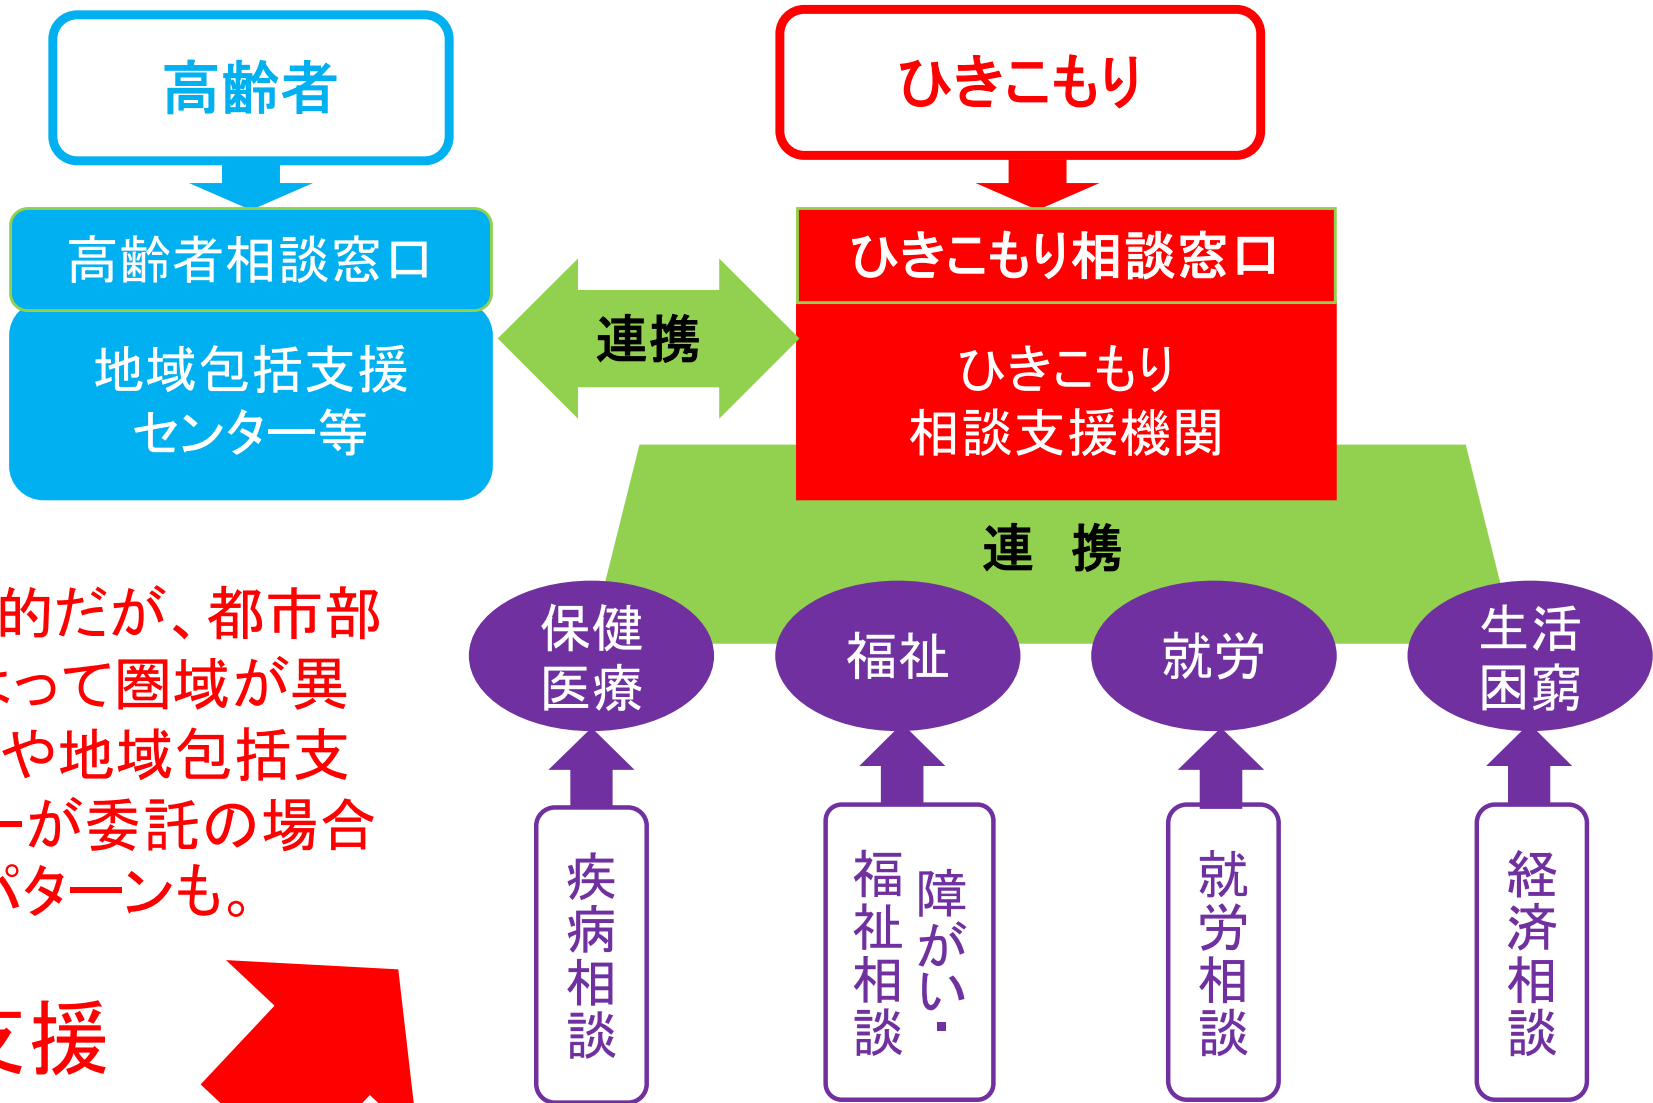 高齢者
ひきこもり
高齢者相談窓口
地域包括支援
センター等
連携
ひきこもり相談窓口
ひきこもり
相談支援機関
連 携
保健
医療
福祉
就労
生活
困窮
疾病相談
障がい・
福祉相談
就労相談
経済相談
的だが、都市部
よって圏域が異
や地域包括支
ーが委託の場合
パターンも。
支援